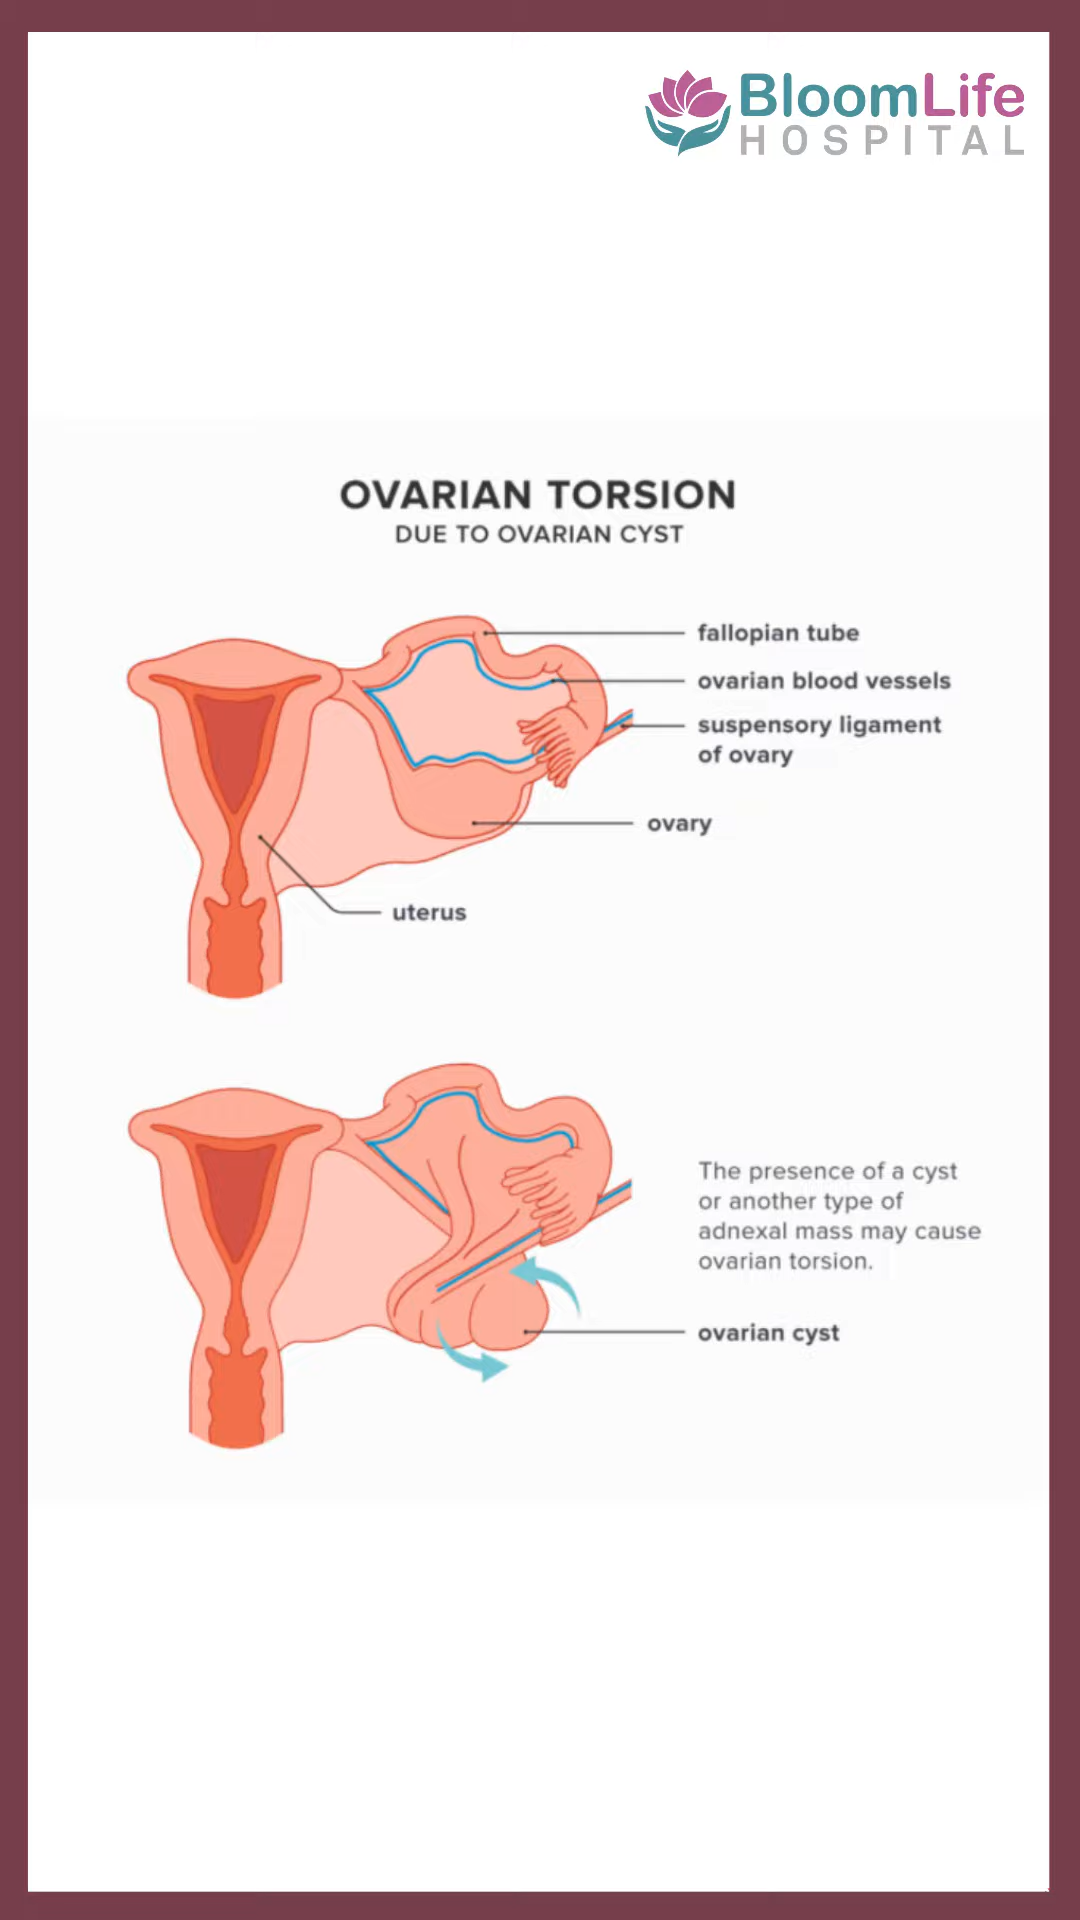 BloomLife
HOSPITAL
OVARIAN TORSION
DUE TO OVARIAN CYST
fallopian tube
ovarian blood vessels
suspensory ligament
of ovary
ovary
uterus
The presence of a cyst
or another type of
adnexal mass may cause
ovarian torsion.
ovarian cyst